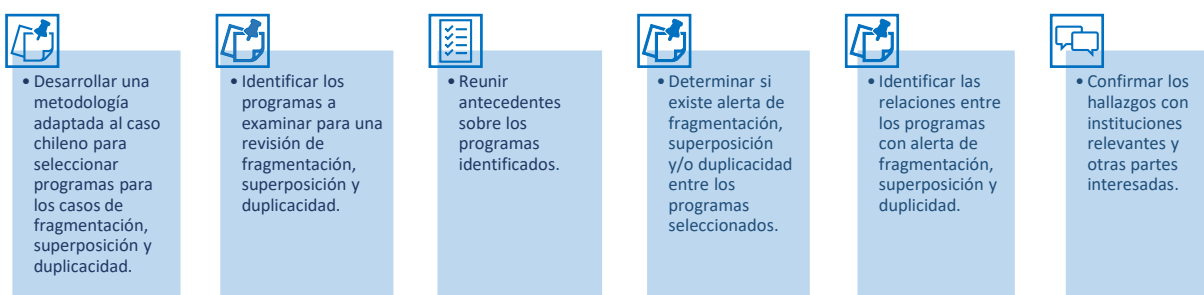 • Desarrollar una
metodología
adaptada al caso
chileno para
seleccionar
programas para
los casos de
fragmentación,
superposición y
duplicacidad.
• Identificar los
programas a
examinar para una
revisión de
fragmentación,
superposición y
duplicacidad.
• Reunir
antecedentes
sobre los
programas
identificados.
• Determinar si
existe alerta de
fragmentación,
superposición
y/o duplicacidad
entre los
programas
seleccionados.
• Identificar las
relaciones entre
los programas
con alerta de
fragmentación,
superposición y
duplicidad.
• Confirmar los
hallazgos con
instituciones
relevantes y
otras partes
interesadas.